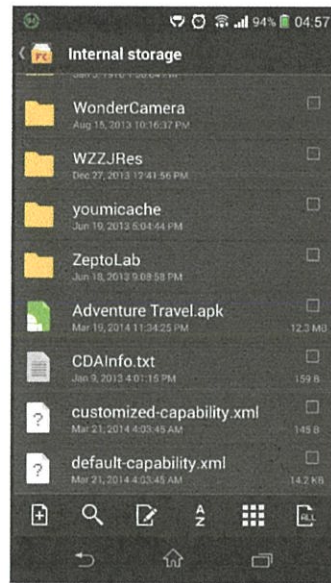 94% 04:57
Internal storage
WonderCamera
Aug 15, 2013 10:16:37 PM
WZZJRes
Dec 27, 2013 12:41:56 PM
youmicache
Jun 19, 2013 5:04:44 PM
ZeptoLab
Jun 18, 2013 9:08:58 PM
Adventure Travel.apk
Mar 19, 2014 11:34:25 PM 12.3 MB
CDAInfo.txt
Jan 9, 2013 4:01:15 PM 159 B
customized-capability.xml
Mar 21, 2014 4:03:45 AM 145 B
default-capability.xml
Mar 21, 2014 4:03:45 AM 14.2 KB
A
Z
ALL